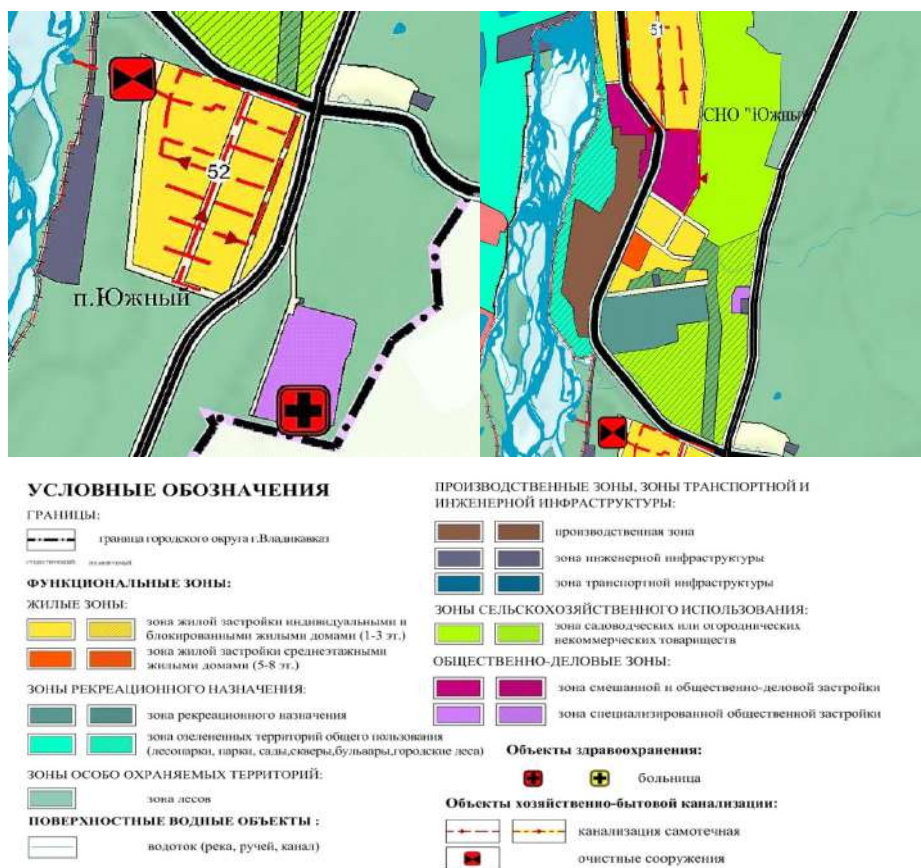 51
СНО "Южный
52
п.Южный
УСЛОВНЫЕ ОБОЗНАЧЕНИЯ
ГРАНИЦЫ:
граница городского округа г.Владикавказ
ФУНКЦИОНАЛЬНЫЕ ЗОНЫ:
ЖИЛЫЕ ЗОНЫ:
зона жилой застройки индивидуальными и
блокированными жилыми домами (1-3 эт.)
зона жилой застройки среднеэтажными
жилыми домами (5-8 эт.)
ЗОНЫ РЕКРЕАЦИОННОГО НАЗНАЧЕНИЯ:
зона рекреационного назначения
зона озелененных территорий общего пользования
(лесопарки, парки, сады,скверы,бульвары,городские леса)
ЗОНЫ ОСОБО ОХРАНЯЕМЫХ ТЕРРИТОРИЙ:
зона лесов
ПОВЕРХНОСТНЫЕ ВОДНЫЕ ОБЪЕКТЫ :
водоток (река, ручей, канал)
ПРОИЗВОДСТВЕННЫЕ ЗОНЫ, ЗОНЫ ТРАНСПОРТНОЙ И
ИНЖЕНЕРНОЙ ИНФРАСТРУКТУРЫ:
производственная зона
зона инженерной инфраструктуры
зона транспортной инфраструктуры
ЗОНЫ СЕЛЬСКОХОЗЯЙСТВЕННОГО ИСПОЛЬЗОВАНИЯ:
зона садоводческих или огороднических
некоммерческих товариществ
ОБЩЕСТВЕННО-ДЕЛОВЫЕ ЗОНЫ:
зона смешанной и общественно-деловой застройки
зона специализированной общественной застройки
Объекты здравоохранения:
больница
Объекты хозяйственно-бытовой канализации:
канализация самотечная
очистные сооружения